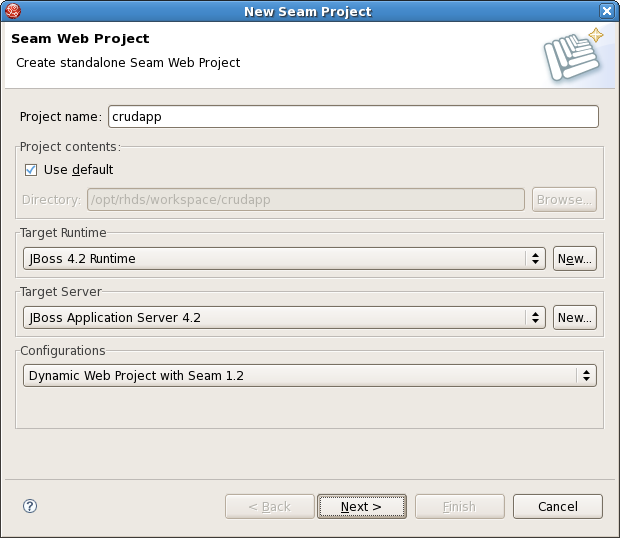 New Seam Project
Seam Web Project
Create standalone Seam Web Project
Project name: crudapp
Project contents:
Use default
Directory: /opt/rhds/workspace/crudapp Browse...
Target Runtime
JBoss 4.2 Runtime New...
Target Server
JBoss Application Server 4.2 New...
Configurations
Dynamic Web Project with Seam 1.2
? < Back Next > Finish Cancel